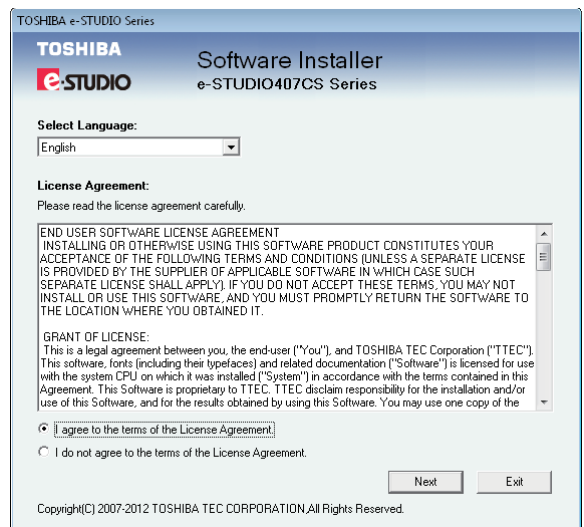 TOSHIBA e-STUDIO Series
TOSHIBA
e-STUDIO
Software Installer
e-STUDIO407CS Series
Select Language:
English
License Agreement:
Please read the license agreement carefully.
END USER SOFTWARE LICENSE AGREEMENT
INSTALLING OR OTHERWISE USING THIS SOFTWARE PRODUCT CONSTITUTES YOUR
ACCEPTANCE OF THE FOLLOWING TERMS AND CONDITIONS (UNLESS A SEPARATE LICENSE
IS PROVIDED BY THE SUPPLIER OF APPLICABLE SOFTWARE IN WHICH CASE SUCH
SEPARATE LICENSE SHALL APPLY). IF YOU DO NOT ACCEPT THESE TERMS, YOU MAY NOT
INSTALL OR USE THIS SOFTWARE, AND YOU MUST PROMPTLY RETURN THE SOFTWARE TO
THE LOCATION WHERE YOU OBTAINED IT.
GRANT OF LICENSE:
This is a legal agreement between you, the end-user ("You"), and TOSHIBA TEC Corporation ("TTEC").
This software, fonts (including their typefaces) and related documentation ("Software") is licensed for use
with the system CPU on which it was installed ("System") in accordance with the terms contained in this
Agreement. This Software is proprietary to TTEC. TTEC disclaim responsibility for the installation and/or
use of this Software, and for the results obtained by using this Software. You may use one copy of the
I agree to the terms of the License Agreement.
I do not agree to the terms of the License Agreement.
Next
Exit
Copyright(C) 2007-2012 TOSHIBA TEC CORPORATION,All Rights Reserved.